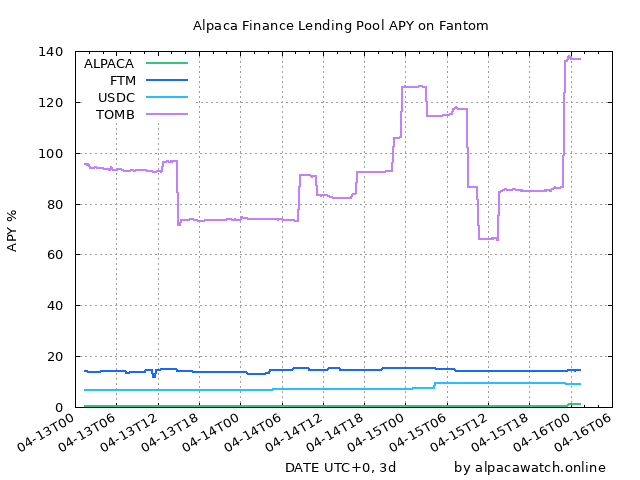 Alpaca Finance Lending Pool APY on Fantom
ALPACA
FTM
USDC
TOMB
APY %
140
120
100
80
60
40
20
0
04-13T00
04-13T06
04-13T12
04-13T18
04-14T00
04-14T06
04-14T12
04-14T18
04-15T00
04-15T06
04-15T12
04-15T18
04-16T00
04-16T06
DATE UTC+0, 3d
by alpacawatch.online